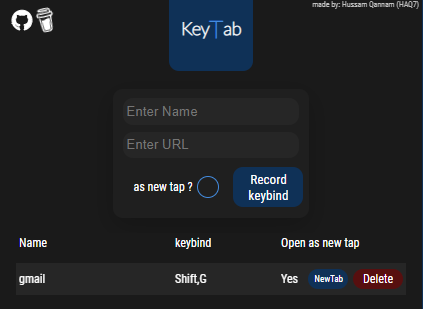 made by: Hussam Qannam (HAQ7)
KeyTab
Enter Name
Enter URL
as new tap ?
Record
keybind
Name keybind Open as new tap
gmail Shift,G Yes NewTab Delete